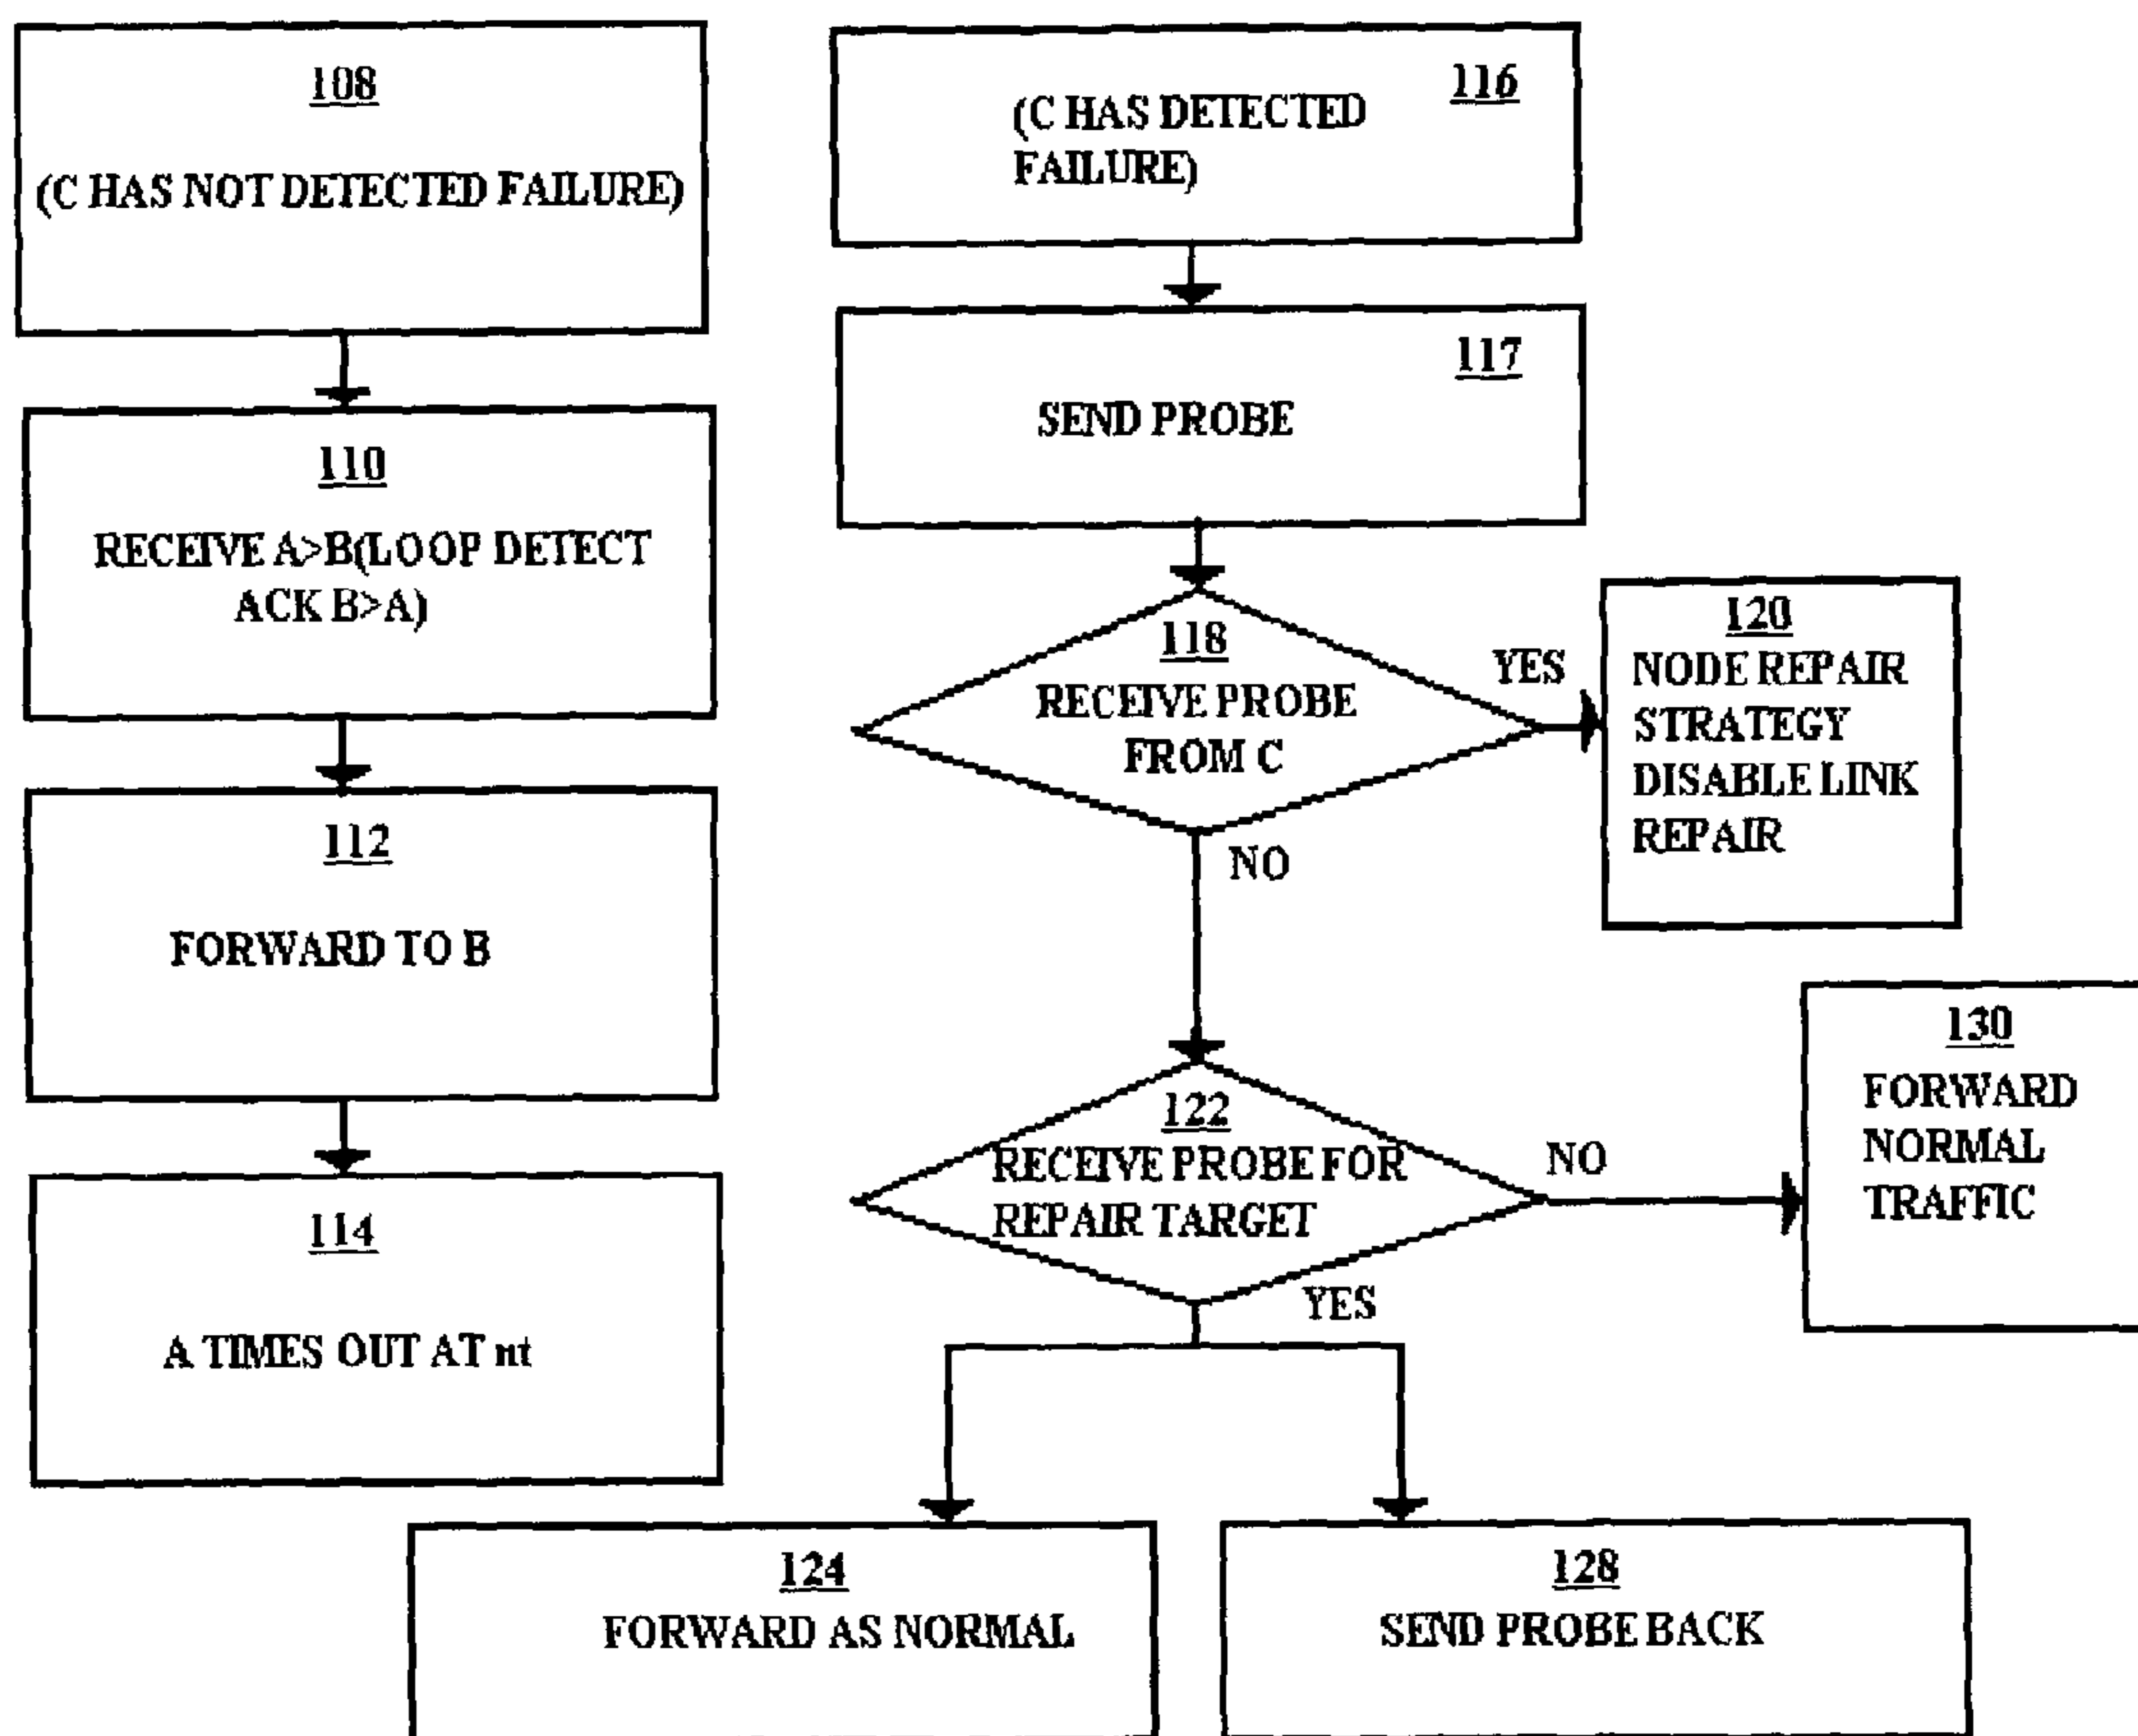 108
(C HAS NOT DETECTED FAILURE)
110
RECEIVE A>B(LOOP DETECT
ACK B>A)
112
FORWARD TO B
114
A TIMES OUT AT nt
116
(C HAS DETECTED
FAILURE)
117
SEND PROBE
118
RECEIVE PROBE
FROM C
YES
120
NODE REPAIR
STRATEGY
DISABLE LINK
REPAIR
NO
122
RECEIVE PROBE FOR
REPAIR TARGET
NO
130
FORWARD
NORMAL
TRAFFIC
YES
124
FORWARD AS NORMAL
128
SEND PROBE BACK